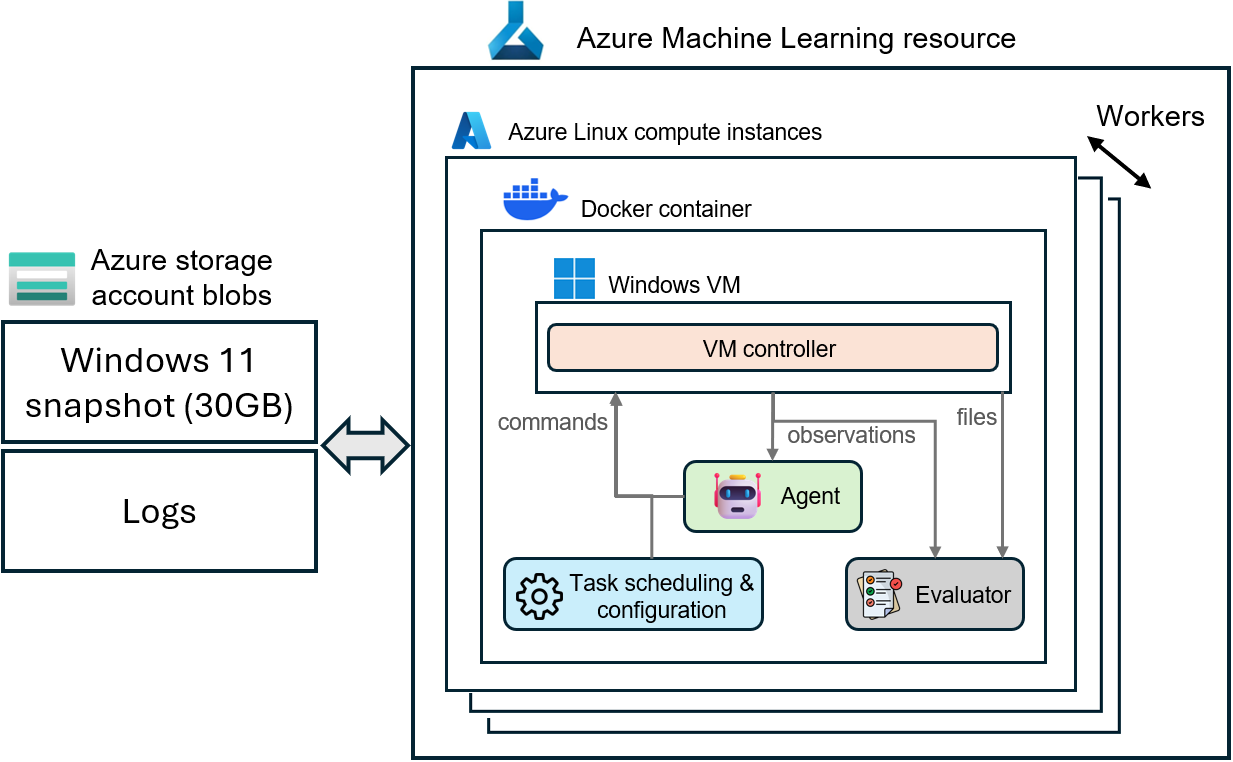 Azure Machine Learning resource
Workers
Azure Linux compute instances
Docker container
Windows VM
VM controller
commands
observations
files
Agent
Task scheduling &
configuration
Evaluator
Azure storage
account blobs
Windows 11
snapshot (30GB)
Logs